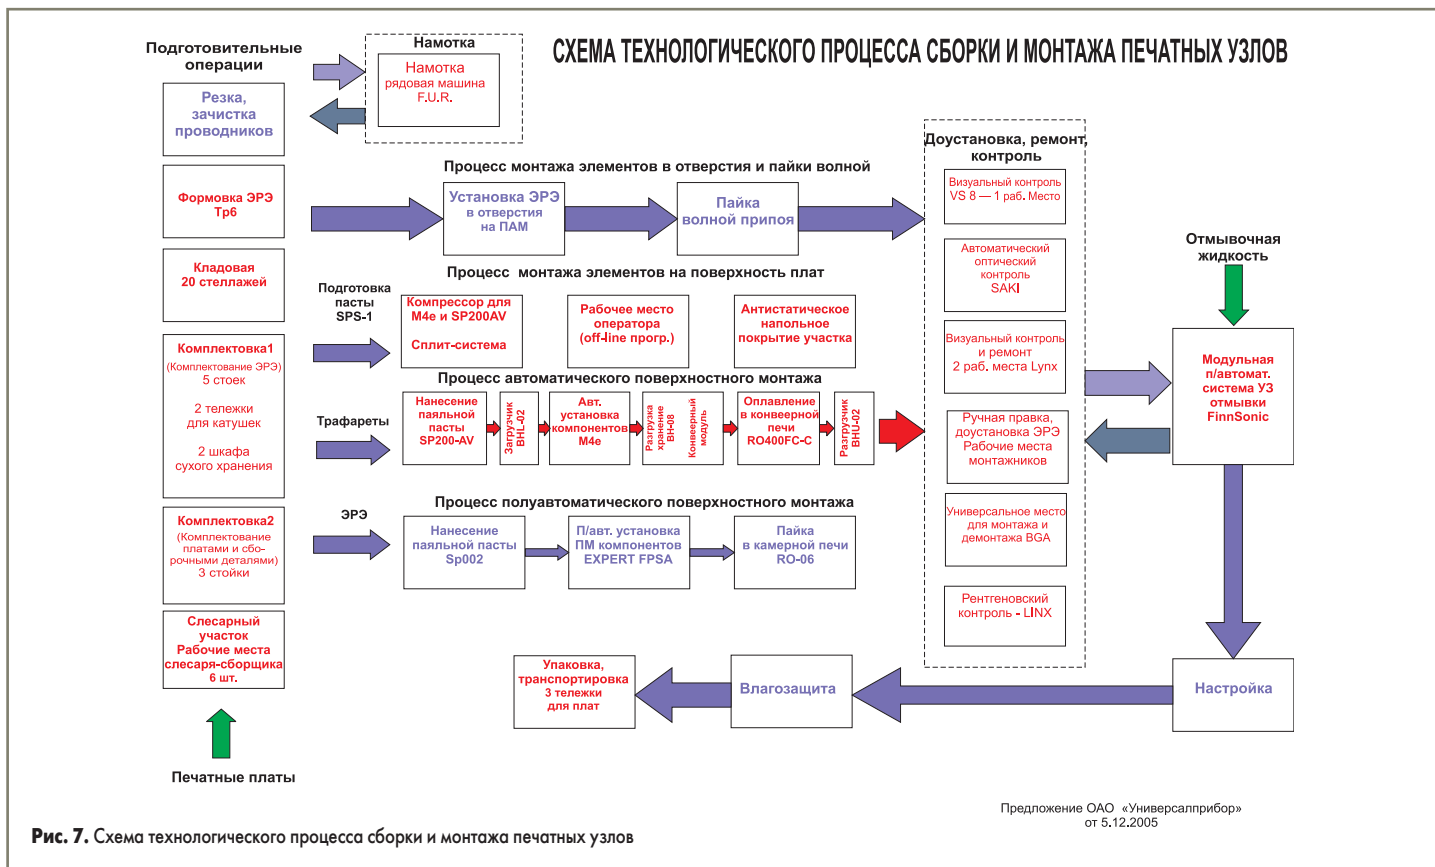 СХЕМА ТЕХНОЛОГИЧЕСКОГО ПРОЦЕССА СБОРКИ И МОНТАЖА ПЕЧАТНЫХ УЗЛОВ
Подготовительные
операции
Резка,
зачистка
проводников
Формовка ЭРЭ
Тр6
Кладовая
20 стеллажей
Комплектовка1
(Комплектование ЭРЭ)
5 стоек
2 тележки
для катушек
2 шкафа
сухого хранения
Комплектовка2
(Комплектование
платами и сбо-
рочными деталями)
3 стойки
Слесарный
участок
Рабочие места
слесаря-сборщика
6 шт.
Печатные платы
Намотка
Намотка
рядовая машина
F.U.R.
Процесс монтажа элементов в отверстия и пайки волной
Установка ЭРЭ
в отверстия
на ПАМ
Пайка
волной припоя
Процесс монтажа элементов на поверхность плат
Подготовка
пасты
SPS-1
Компрессор для
M4e и SP200AV
Сплит-система
Рабочее место
оператора
(off-line прогр.)
Антистатическое
напольное
покрытие участка
Процесс автоматического поверхностного монтажа
Трафареты
Нанесение
паяльной
пасты
SP200-AV
Загрузчик
BHL-02
Авт.
установка
компонентов
M4e
Разгрузка
хранение
BH-08
Конвеерный
модуль
Оплавление
в конвеерной
печи
RO400FC-C
Разгрузчик
BHU-02
Процесс полуавтоматического поверхностного монтажа
ЭРЭ
Нанесение
паяльной пасты
Sp002
П/авт. установка
ПМ компонентов
EXPERT FPSA
Пайка
в камерной печи
RO-06
Доустановка, ремонт,
контроль
Визуальный контроль
VS 8 — 1 раб. Место
Автоматический
оптический
контроль
SAKI
Визуальный контроль
и ремонт
2 раб. места Lynx
Ручная правка,
доустановка ЭРЭ
Рабочие места
монтажников
Универсальное место
для монтажа и
демонтажа BGA
Рентгеновский
контроль - LINX
Отмывочная
жидкость
Модульная
п/автомат.
система УЗ
отмывки
FinnSonic
Настройка
Влагозащита
Упаковка,
транспортировка
3 тележки
для плат
Предложение ОАО «Универсалприбор»
от 5.12.2005
Рис. 7. Схема технологического процесса сборки и монтажа печатных узлов